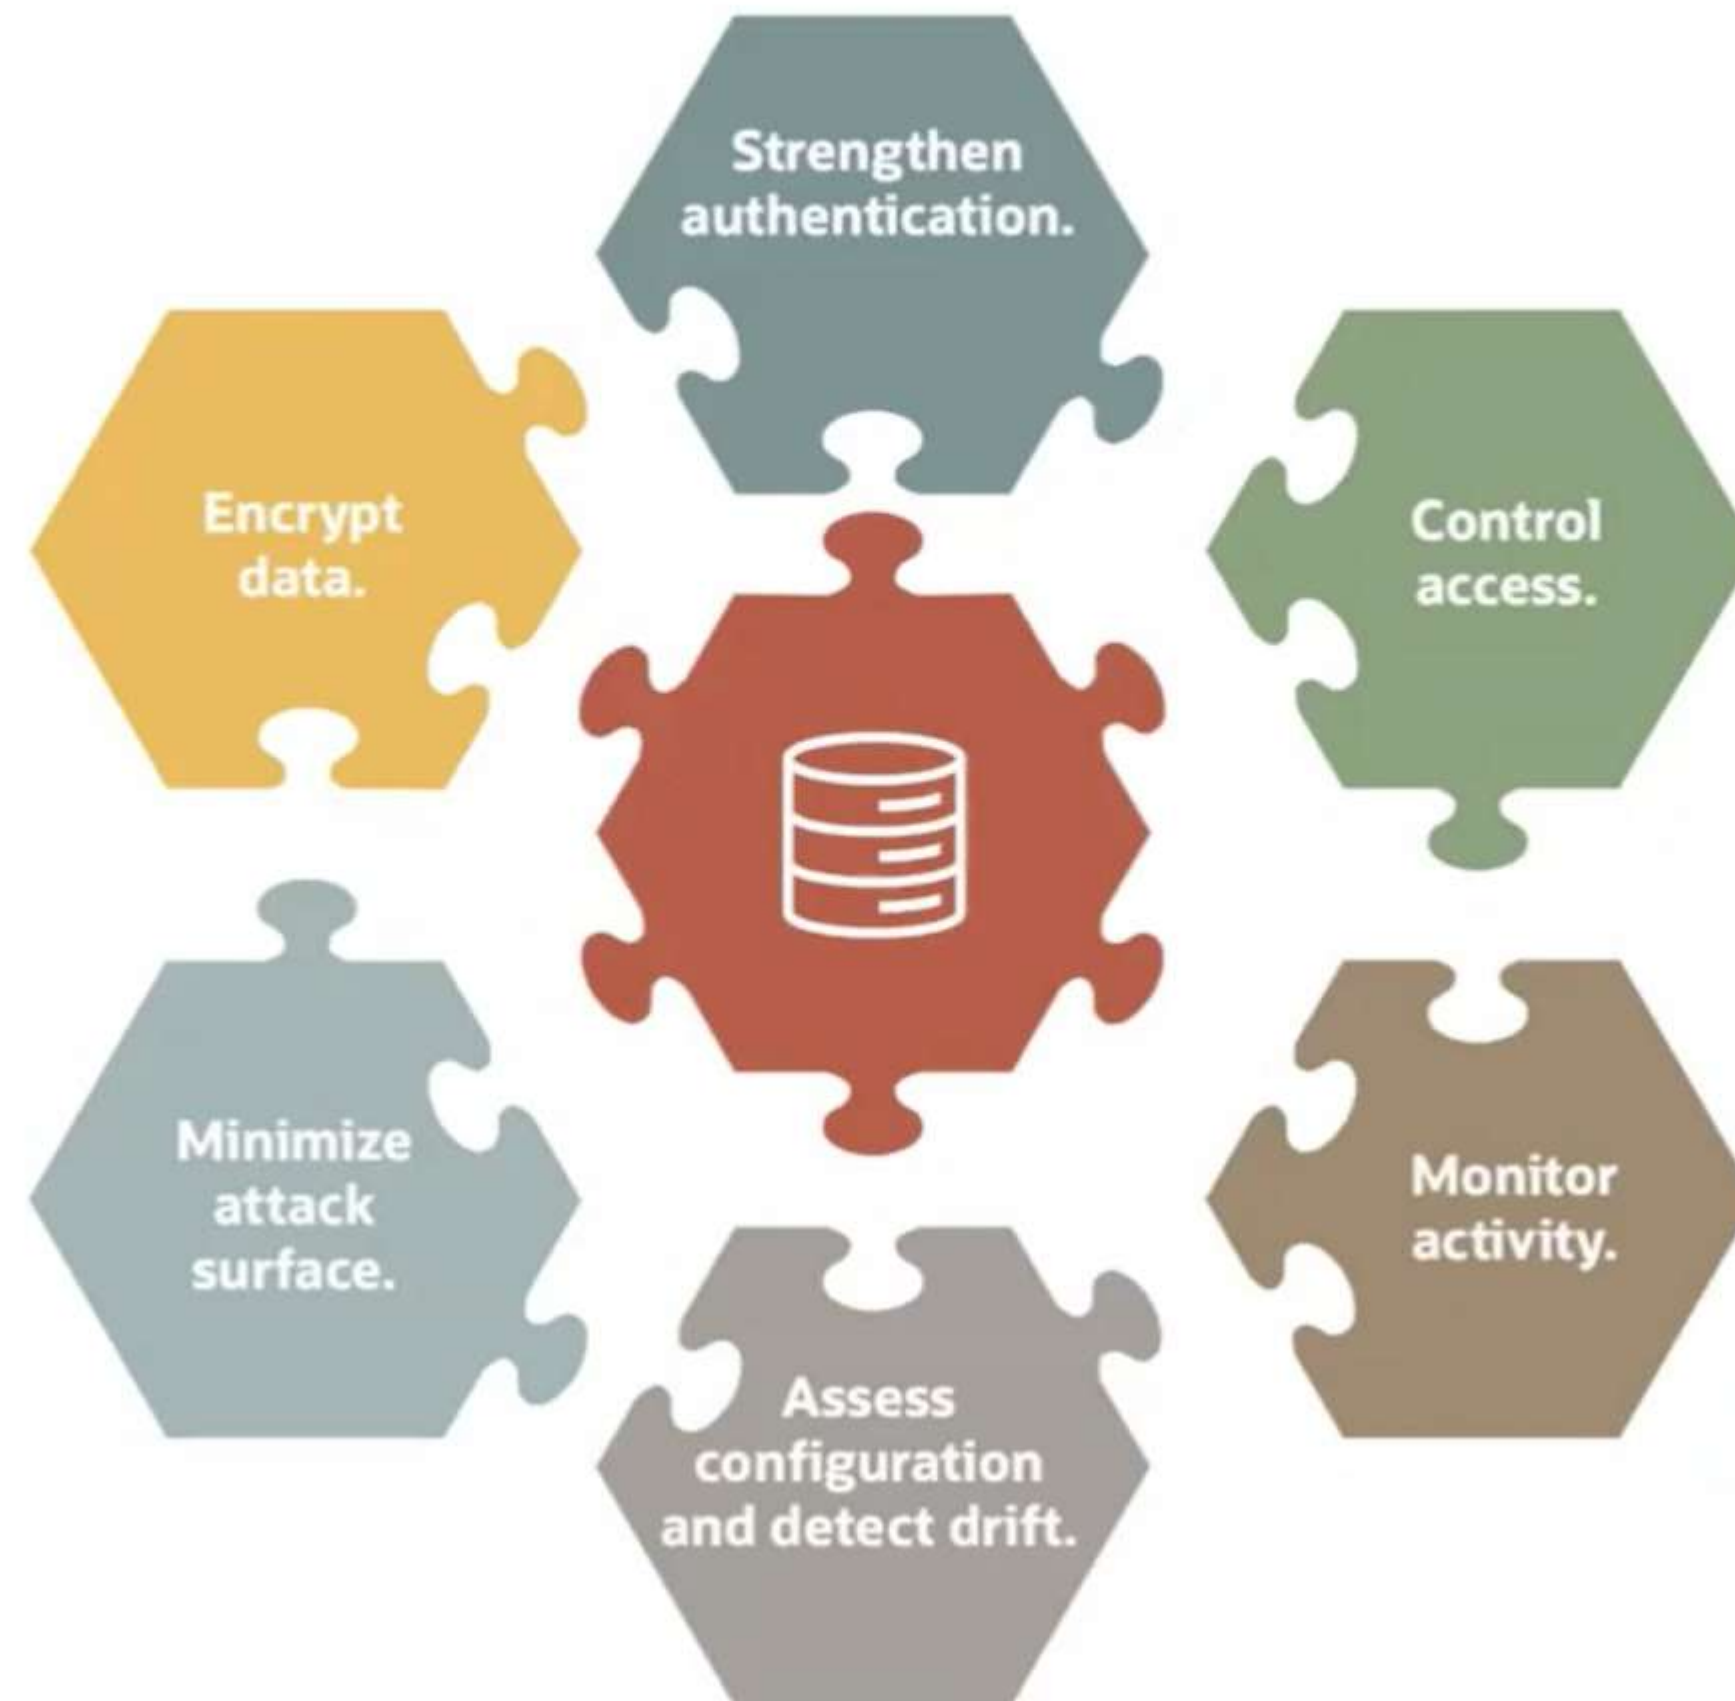 Strengthen
authentication.
Encrypt
data.
Control
access.
Minimize
attack
surface.
Monitor
activity.
Assess
configuration
and detect drift.